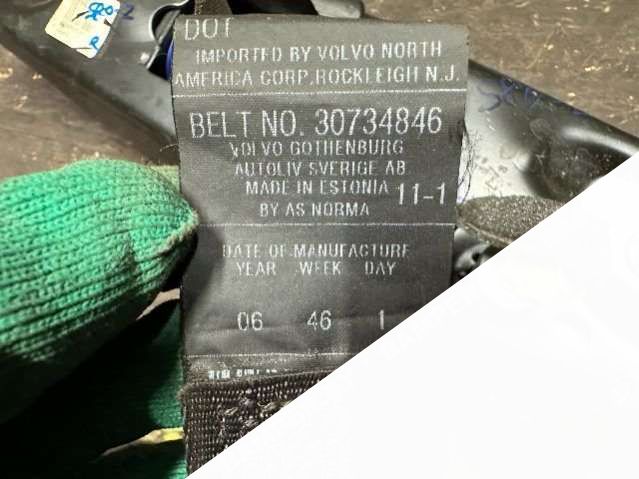 DOT
IMPORTED BY VOLVO NORTH
AMERICA CORP,ROCKLEIGH N.J.
BELT NO. 30734846
VOLVO GOTHENBURG
AUTOLIV SVERIGE AB
MADE IN ESTONIA 11-1
BY AS NORMA
DATE OF MANUFACTURE
YEAR WEEK DAY
06 46 1